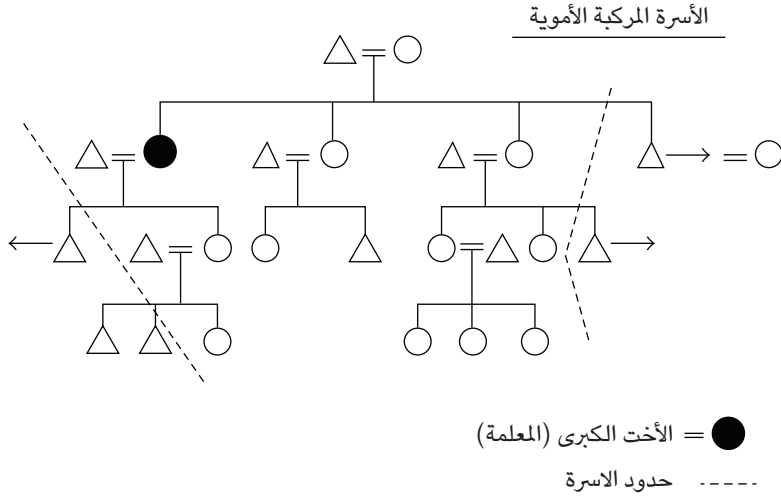 الأسرة المركبة الأموية
= الأخت الكبرى (المعلمة)
----- حدود الاسرة